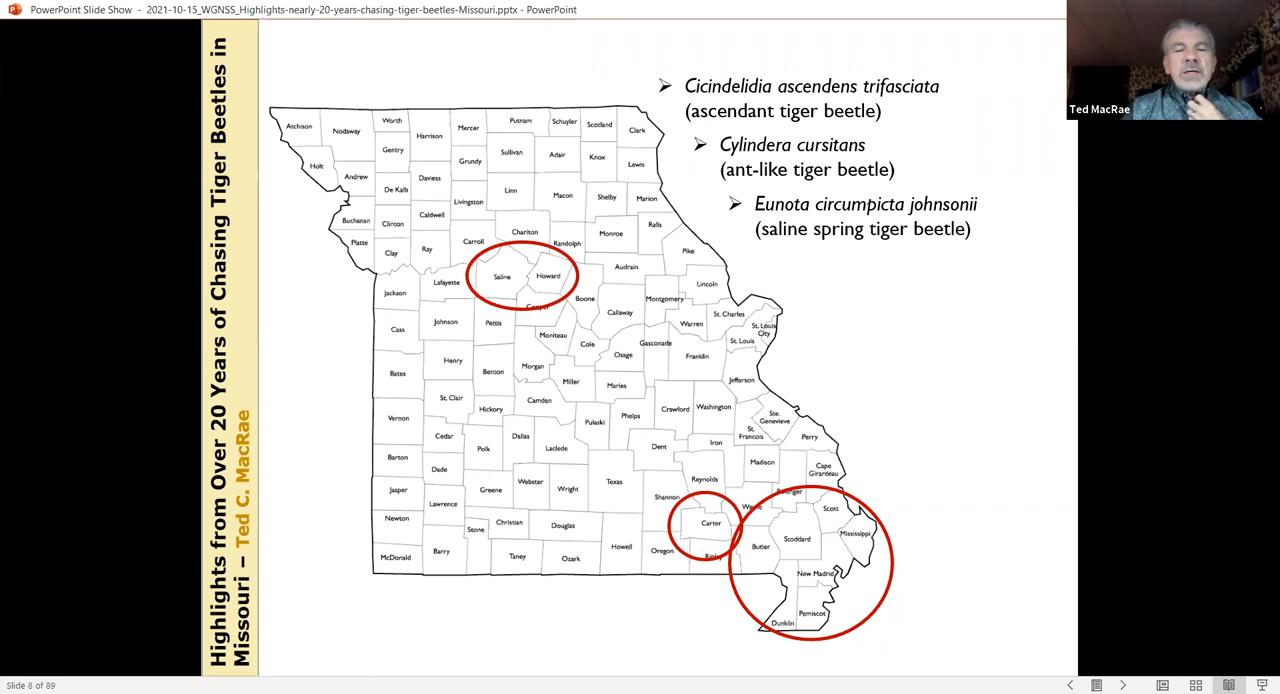 PowerPoint Slide Show - 2021-10-15_WGNSS_Highlights-nearly-20-years-chasing-tiger-beetles-Missouri.pptx - PowerPoint
Ted MacRae
Highlights from Over 20 Years of Chasing Tiger Beetles in
Missouri – Ted C. MacRae
➢ Cicindelidia ascendens trifasciata
(ascendant tiger beetle)
➢ Cylindera cursitans
(ant-like tiger beetle)
➢ Eunota circumpicta johnsonii
(saline spring tiger beetle)
Atchison
Nodaway
Worth
Harrison
Mercer
Putnam
Schuyler
Scotland
Clark
Holt
Andrew
Gentry
De Kalb
Daviess
Grundy
Sullivan
Adair
Knox
Lewis
Buchanan
Clinton
Caldwell
Livingston
Linn
Macon
Shelby
Marion
Platte
Clay
Ray
Carroll
Chariton
Randolph
Monroe
Ralls
Pike
Jackson
Lafayette
Saline
Howard
Boone
Audrain
Callaway
Montgomery
Lincoln
Warren
St. Charles
St. Louis
City
St. Louis
Cass
Johnson
Pettis
Cooper
Moniteau
Cole
Osage
Gasconade
Franklin
Jefferson
Bates
Henry
Benton
Morgan
Miller
Maries
Vernon
St. Clair
Hickory
Camden
Pulaski
Phelps
Crawford
Washington
St.
Francois
Ste.
Genevieve
Perry
Barton
Cedar
Polk
Dallas
Laclede
Dent
Iron
Madison
Cape
Girardeau
Jasper
Dade
Greene
Webster
Wright
Texas
Shannon
Reynolds
Wayne
Bollinger
Scott
Newton
Lawrence
Stone
Christian
Douglas
Carter
Butler
Stoddard
Mississippi
McDonald
Barry
Taney
Ozark
Howell
Oregon
Ripley
New Madrid
Pemiscot
Dunklin
Slide 8 of 89